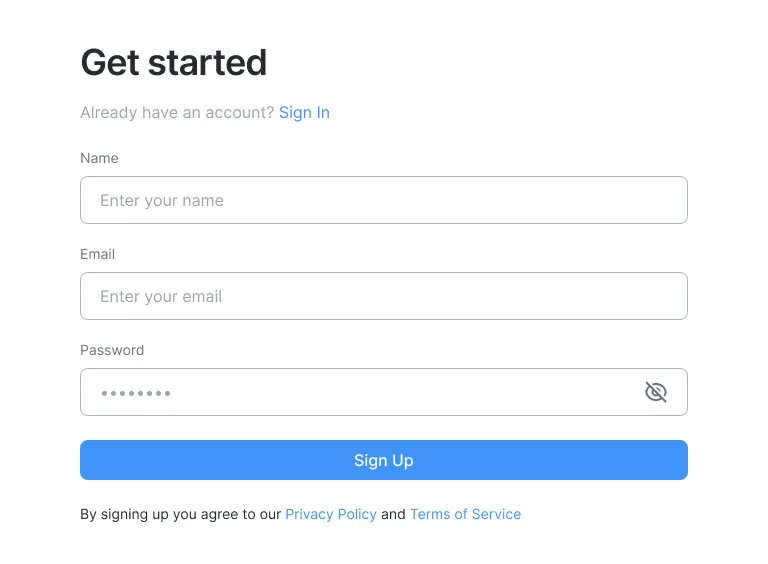 Get started
Already have an account? Sign In
Name
Enter your name
Email
Enter your email
Password
••••••••
Sign Up
By signing up you agree to our Privacy Policy and Terms of Service